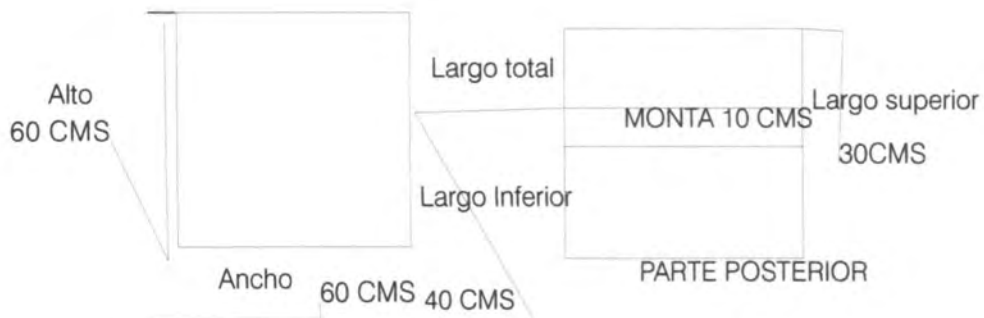 Alto
60 CMS
Ancho
60 CMS
Largo total
Largo Inferior
40 CMS
MONTA 10 CMS
Largo superior
30CMS
PARTE POSTERIOR